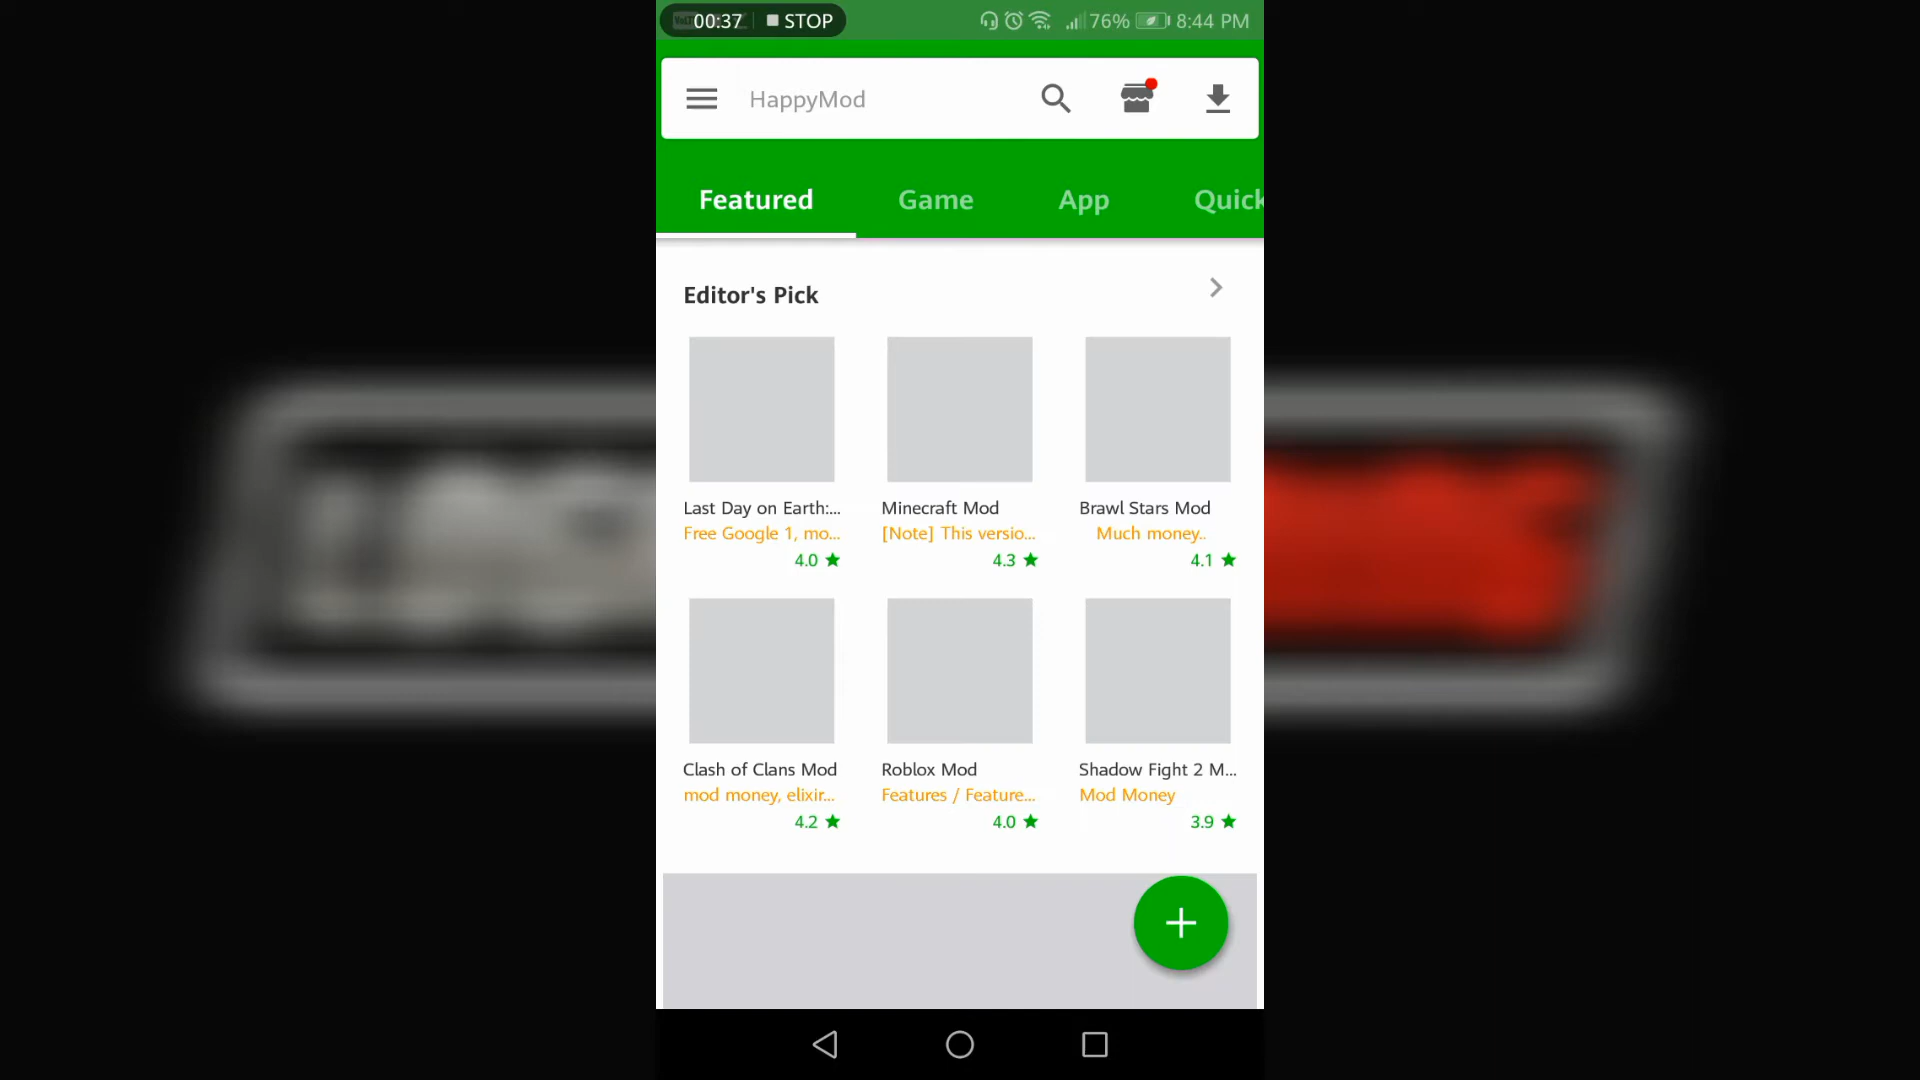 00:37 STOP 76% 8:44 PM
HappyMod
Featured Game App Quick
Editor's Pick
Last Day on Earth:... Minecraft Mod Brawl Stars Mod
Free Google 1, mo... [Note] This versio... Much money..
4.0 4.3 4.1
Clash of Clans Mod Roblox Mod Shadow Fight 2 M...
mod money, elixir... Features / Feature... Mod Money
4.2 4.0 3.9